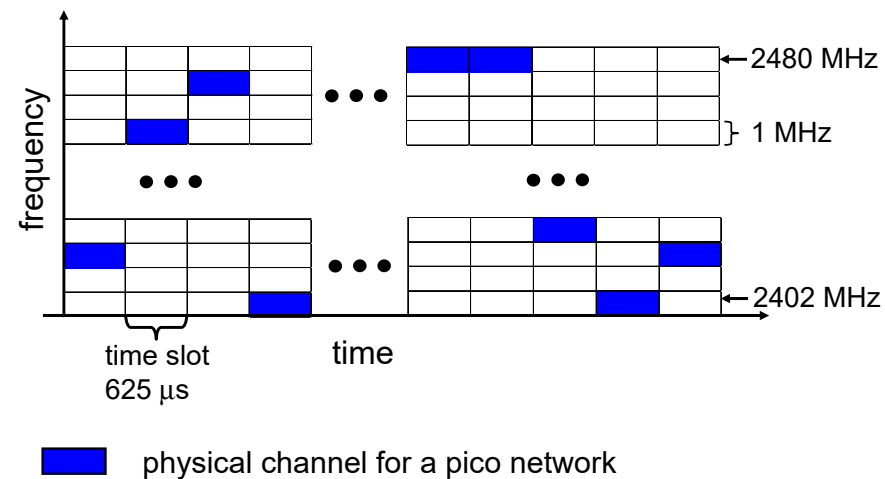 frequency
2480 MHz
1 MHz
2402 MHz
time slot
625 μs
time
physical channel for a pico network